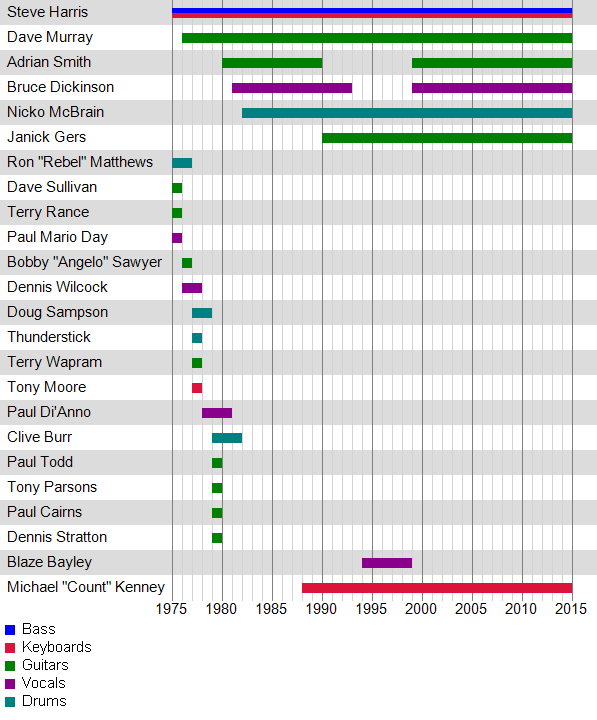 Steve Harris
Dave Murray
Adrian Smith
Bruce Dickinson
Nicko McBrain
Janick Gers
Ron "Rebel" Matthews
Dave Sullivan
Terry Rance
Paul Mario Day
Bobby "Angelo" Sawyer
Dennis Wilcock
Doug Sampson
Thunderstick
Terry Wapram
Tony Moore
Paul Di'Anno
Clive Burr
Paul Todd
Tony Parsons
Paul Cairns
Dennis Stratton
Blaze Bayley
Michael "Count" Kenney
1975 1980 1985 1990 1995 2000 2005 2010 2015
Bass
Keyboards
Guitars
Vocals
Drums